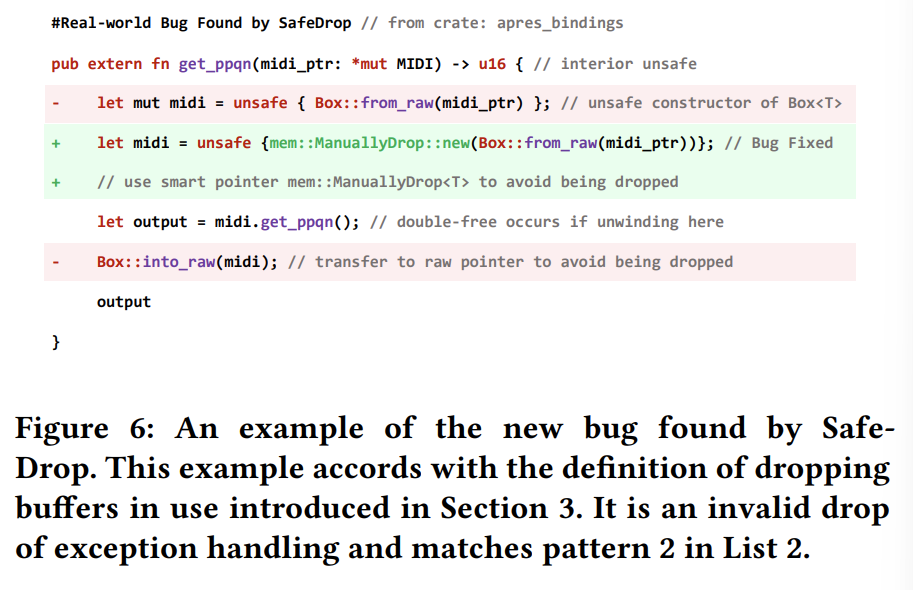 #Real-world Bug Found by SafeDrop // from crate: apres_bindings
pub extern fn get_ppqn(midi_ptr: *mut MIDI) -> u16 { // interior unsafe
- let mut midi = unsafe { Box::from_raw(midi_ptr) }; // unsafe constructor of Box<T>
+ let midi = unsafe {mem::ManuallyDrop::new(Box::from_raw(midi_ptr))}; // Bug Fixed
+ // use smart pointer mem::ManuallyDrop<T> to avoid being dropped
let output = midi.get_ppqn(); // double-free occurs if unwinding here
- Box::into_raw(midi); // transfer to raw pointer to avoid being dropped
output
}
Figure 6: An example of the new bug found by Safe-
Drop. This example accords with the definition of dropping
buffers in use introduced in Section 3. It is an invalid drop
of exception handling and matches pattern 2 in List 2.